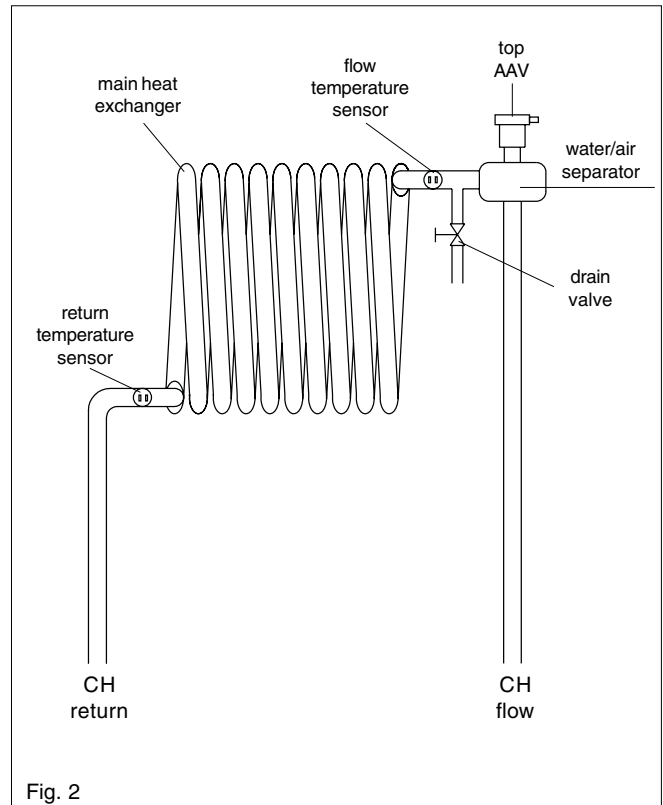 top
AAV
flow
temperature
sensor
main heat
exchanger
water/air
separator
drain
valve
return
temperature
sensor
CH
return
CH
flow
Fig. 2